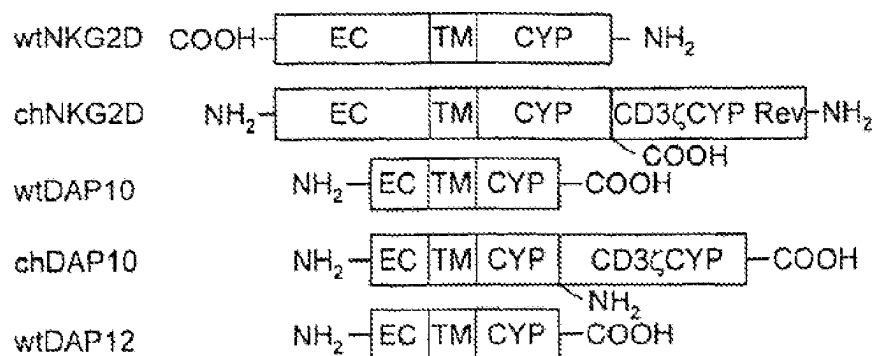 wtNKG2D COOH EC TM CYP NH2
chNKG2D NH2 EC TM CYP CD3ζCYP Rev NH2
COOH
wtDAP10 NH2 EC TM CYP COOH
chDAP10 NH2 EC TM CYP CD3ζCYP COOH
NH2
wtDAP12 NH2 EC TM CYP COOH